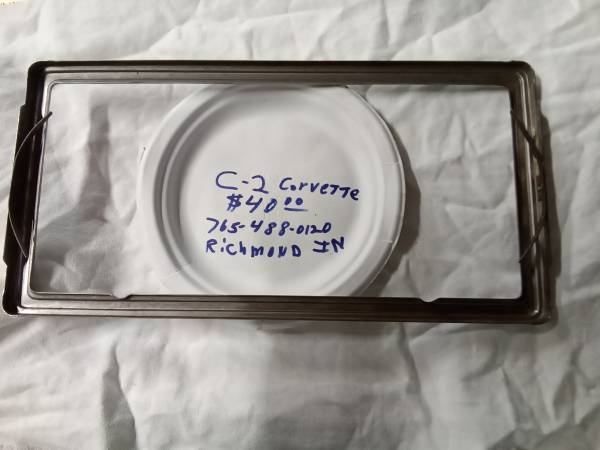 C-2 Corvette
$40 00
765-488-0120
Richmond IN